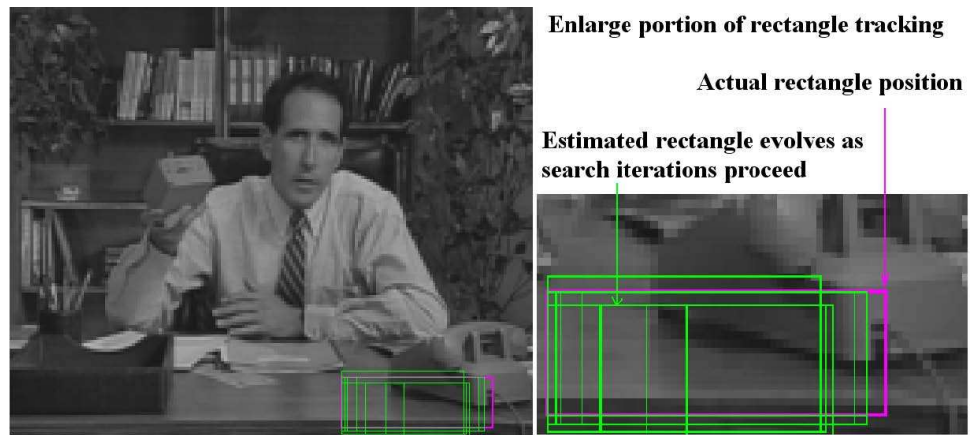 Enlarge portion of rectangle tracking
Actual rectangle position
Estimated rectangle evolves as
search iterations proceed